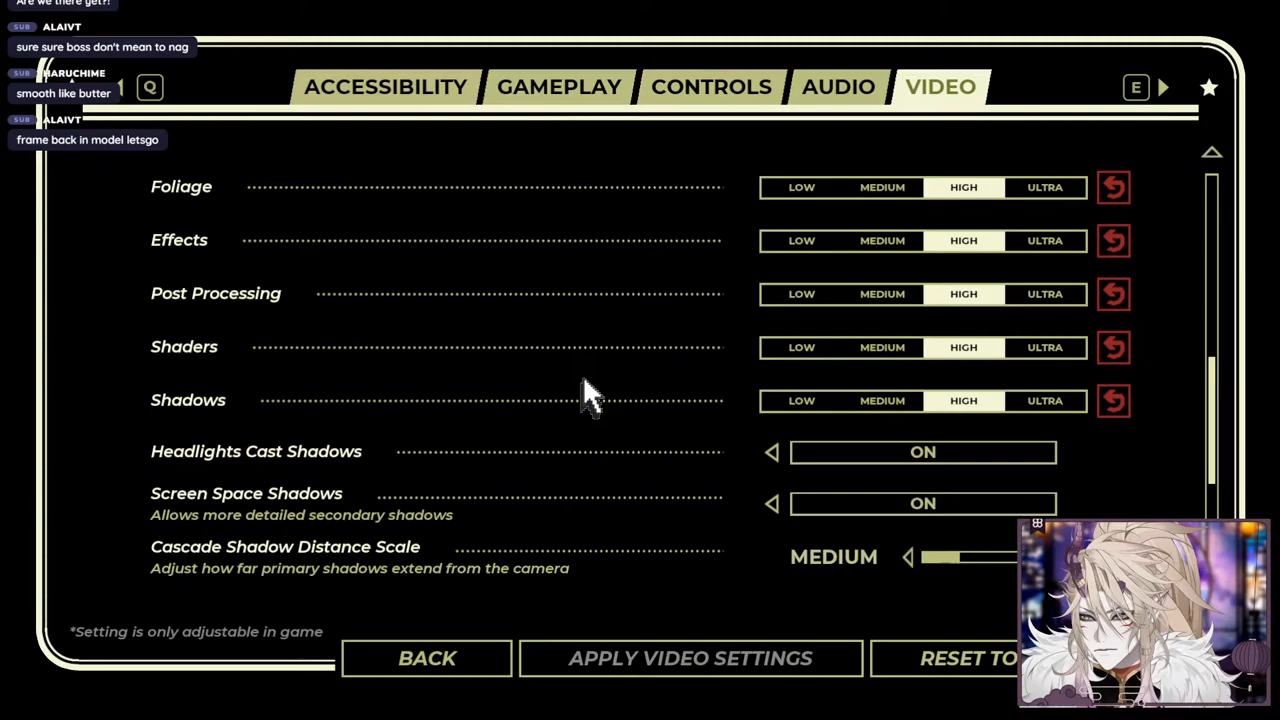 Are we there yet?!
SUB ALAIVT
sure sure boss don't mean to nag
SUB HARUCHIME
smooth like butter
SUB ALAIVT
frame back in model letsgo
Q ACCESSIBILITY GAMEPLAY CONTROLS AUDIO VIDEO E
Foliage LOW MEDIUM HIGH ULTRA
Effects LOW MEDIUM HIGH ULTRA
Post Processing LOW MEDIUM HIGH ULTRA
Shaders LOW MEDIUM HIGH ULTRA
Shadows LOW MEDIUM HIGH ULTRA
Headlights Cast Shadows ON
Screen Space Shadows ON
Allows more detailed secondary shadows
Cascade Shadow Distance Scale MEDIUM
Adjust how far primary shadows extend from the camera
*Setting is only adjustable in game
BACK APPLY VIDEO SETTINGS RESET TO